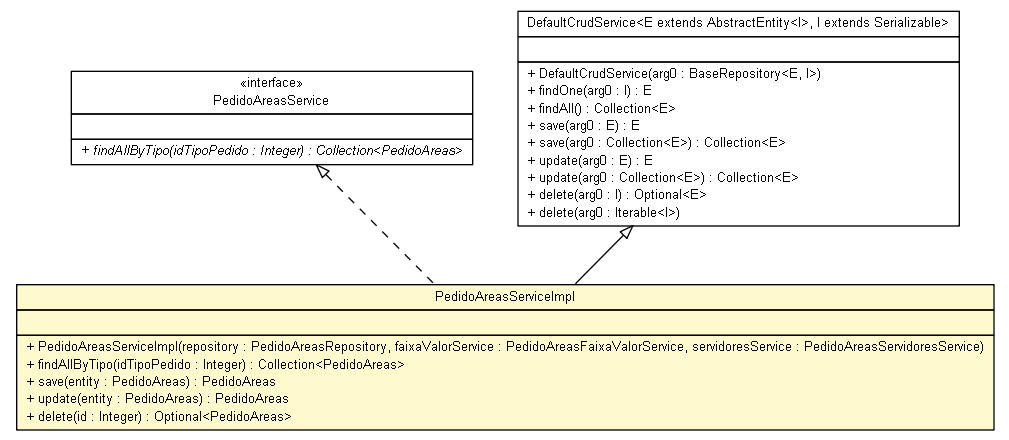 «interface»
PedidoAreasService
+ findAllByTipo(idTipoPedido : Integer) : Collection<PedidoAreas>
DefaultCrudService<E extends AbstractEntity<I>, I extends Serializable>
+ DefaultCrudService(arg0 : BaseRepository<E, I>)
+ findOne(arg0 : I) : E
+ findAll() : Collection<E>
+ save(arg0 : E) : E
+ save(arg0 : Collection<E>) : Collection<E>
+ update(arg0 : E) : E
+ update(arg0 : Collection<E>) : Collection<E>
+ delete(arg0 : I) : Optional<E>
+ delete(arg0 : Iterable<I>)
PedidoAreasServiceImpl
+ PedidoAreasServiceImpl(repository : PedidoAreasRepository, faixaValorService : PedidoAreasFaixaValorService, servidoresService : PedidoAreasServidoresService)
+ findAllByTipo(idTipoPedido : Integer) : Collection<PedidoAreas>
+ save(entity : PedidoAreas) : PedidoAreas
+ update(entity : PedidoAreas) : PedidoAreas
+ delete(id : Integer) : Optional<PedidoAreas>